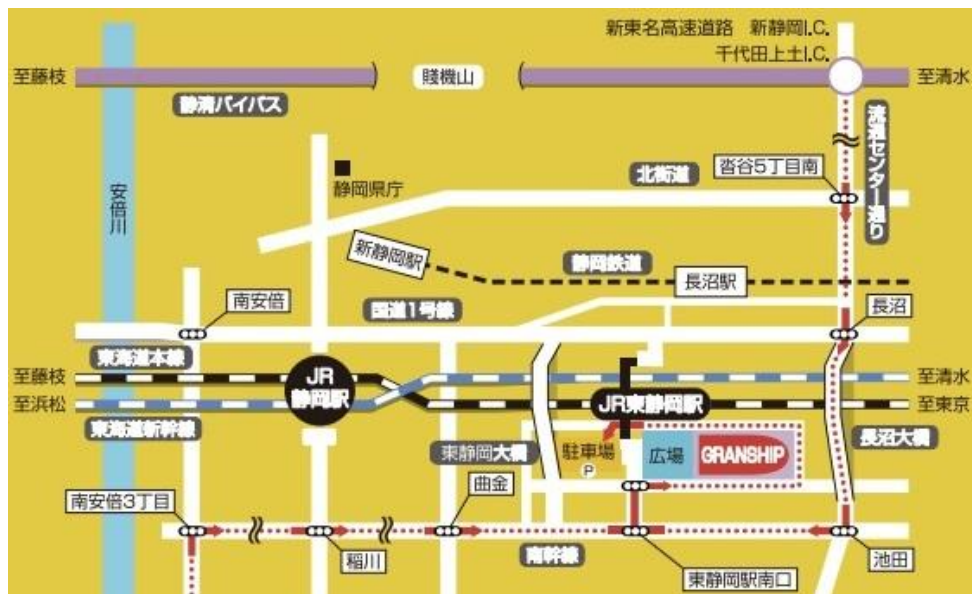 新東名高速道路　新静岡I.C.
千代田上土I.C.
至藤枝
賤機山
至清水
静清バイパス
流通センター通り
沓谷5丁目南
北街道
静岡県庁
安倍川
新静岡駅
静岡鉄道
長沼駅
南安倍
国道1号線
長沼
東海道本線
至藤枝
JR
静岡駅
至清水
至浜松
JR東静岡駅
至東京
東海道新幹線
東静岡大橋
駐車場
P
広場
GRANSHIP
長沼大橋
南安倍3丁目
曲金
稲川
南幹線
東静岡駅南口
池田